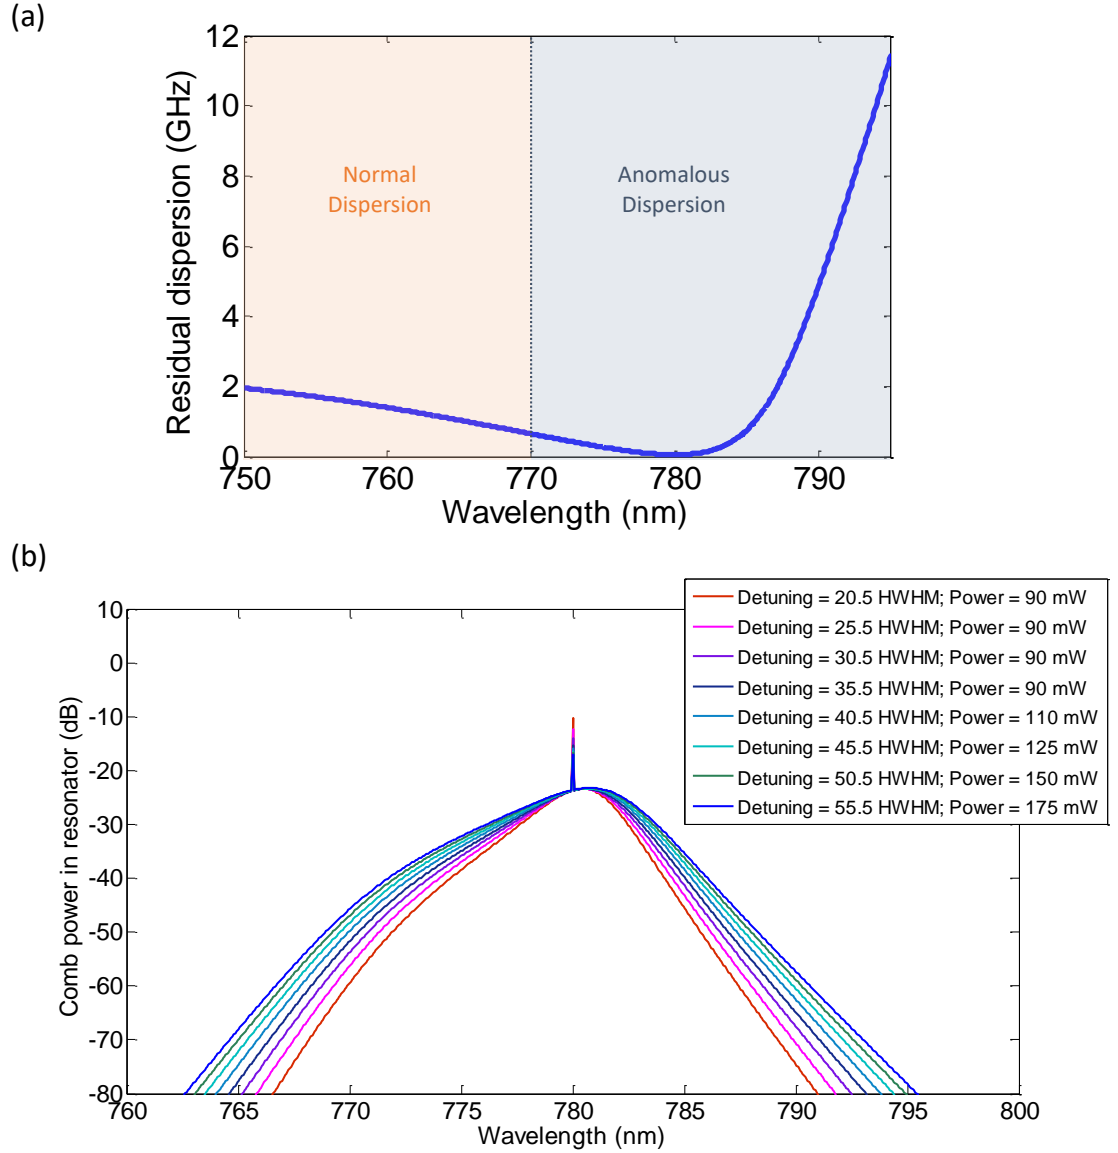 (a)
12
10
8
6
4
2
0
Residual dispersion (GHz)
Normal
Dispersion
Anomalous
Dispersion
750
760
770
780
790
Wavelength (nm)
(b)
10
0
-10
-20
-30
-40
-50
-60
-70
-80
Comb power in resonator (dB)
Detuning = 20.5 HWHM; Power = 90 mW
Detuning = 25.5 HWHM; Power = 90 mW
Detuning = 30.5 HWHM; Power = 90 mW
Detuning = 35.5 HWHM; Power = 90 mW
Detuning = 40.5 HWHM; Power = 110 mW
Detuning = 45.5 HWHM; Power = 125 mW
Detuning = 50.5 HWHM; Power = 150 mW
Detuning = 55.5 HWHM; Power = 175 mW
760
765
770
775
780
785
790
795
800
Wavelength (nm)